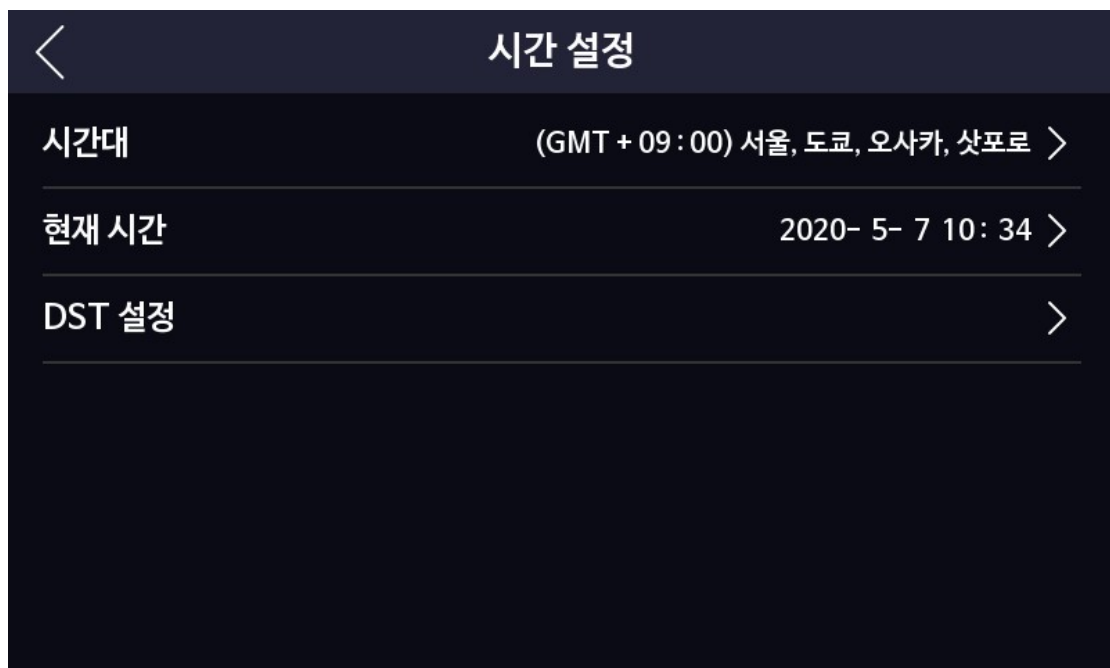 시간 설정
시간대 (GMT + 09 : 00) 서울, 도쿄, 오사카, 삿포로
현재 시간 2020- 5- 7 10: 34
DST 설정